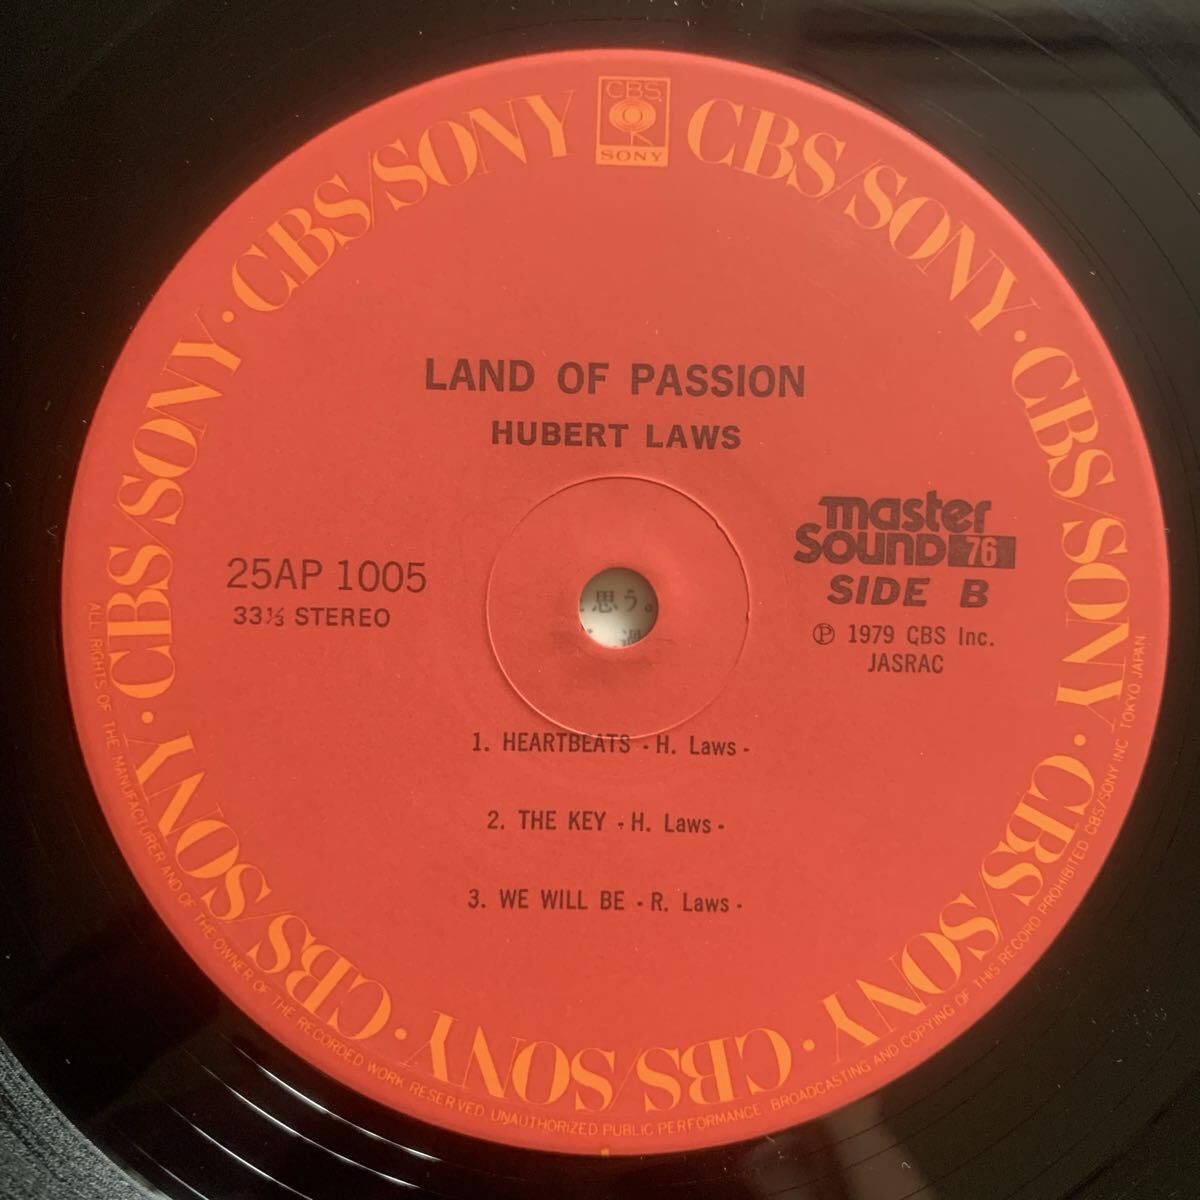 CBS
SONY
CBS/SONY · CBS/SONY · CBS/SONY · CBS/SONY · CBS/SONY · CBS/SONY · CBS/SONY
LAND OF PASSION
HUBERT LAWS
master
Sound 76
25AP 1005
SIDE B
33⅓ STEREO
思う。
Ⓟ 1979 CBS Inc.
JASRAC
1. HEARTBEATS - H. Laws -
2. THE KEY - H. Laws -
3. WE WILL BE - R. Laws -
ALL RIGHTS OF THE MANUFACTURER AND OF THE OWNER OF THE RECORDED WORK RESERVED. UNAUTHORIZED PUBLIC PERFORMANCE, BROADCASTING AND COPYING OF THIS RECORD PROHIBITED CBS/SONY INC TOKYO JAPAN